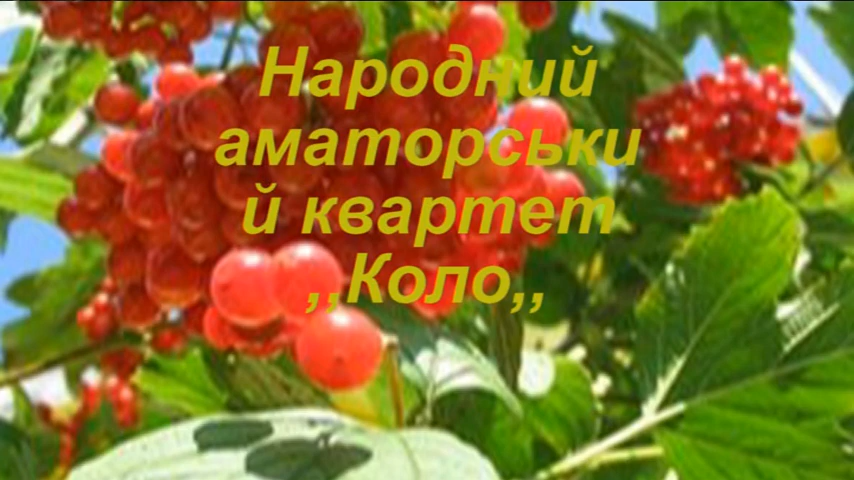 Народний
аматорськи
й квартет
,,Коло,,